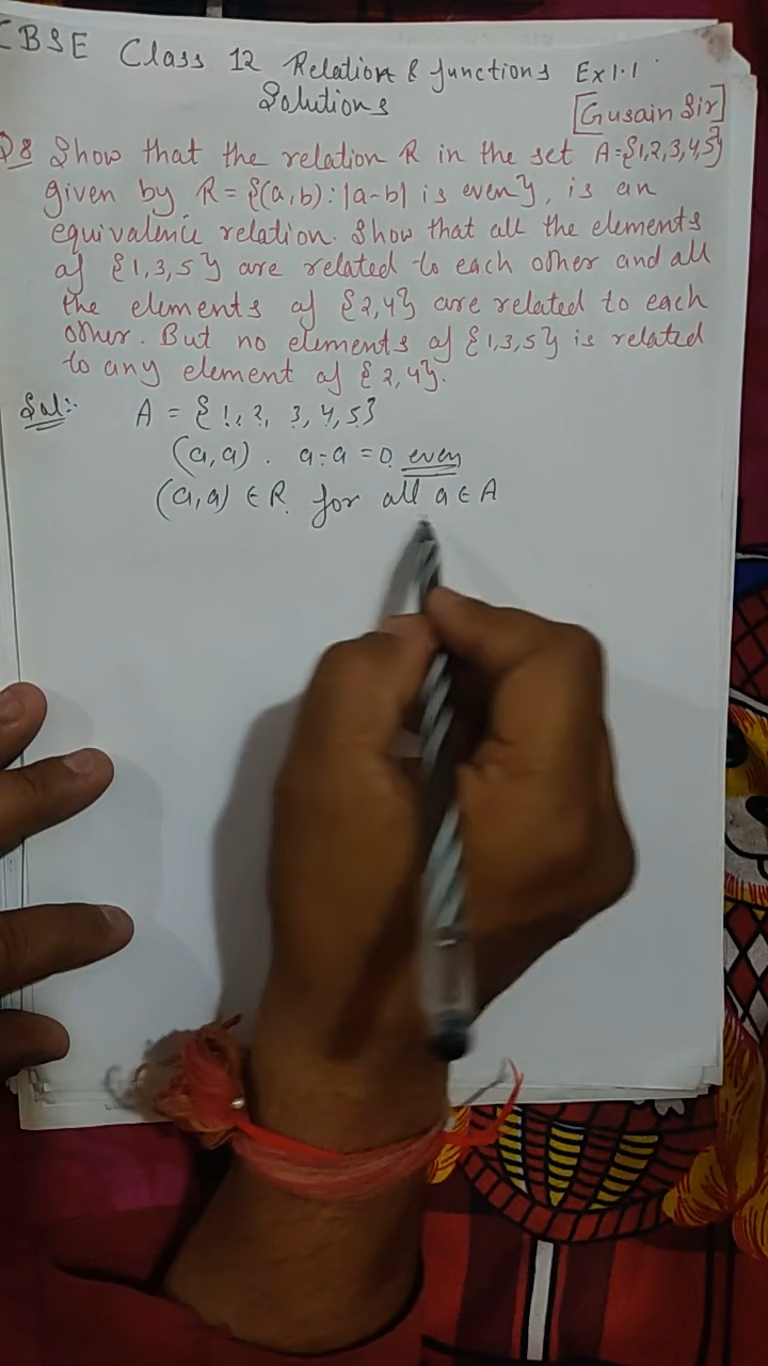 CBSE Class 12 Relation & functions Ex 1.1
Solutions
[Gusain Sir]
Q8 Show that the relation R in the set A={1,2,3,4,5}
given by R = {(a,b) : |a-b| is even}, is an
equivalence relation. Show that all the elements
of {1,3,5} are related to each other and all
the elements of {2,4} are related to each
other. But no elements of {1,3,5} is related
to any element of {2,4}.
Sol:- A = {1, 2, 3, 4, 5}
(a,a). a-a = 0 even
(a,a) ∈ R. for all a ∈ A